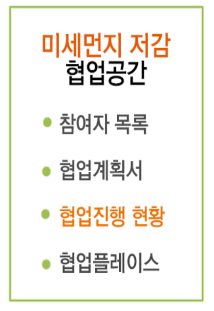 미세먼지 저감
협업공간
• 참여자 목록
• 협업계획서
• 협업진행 현황
• 협업플레이스